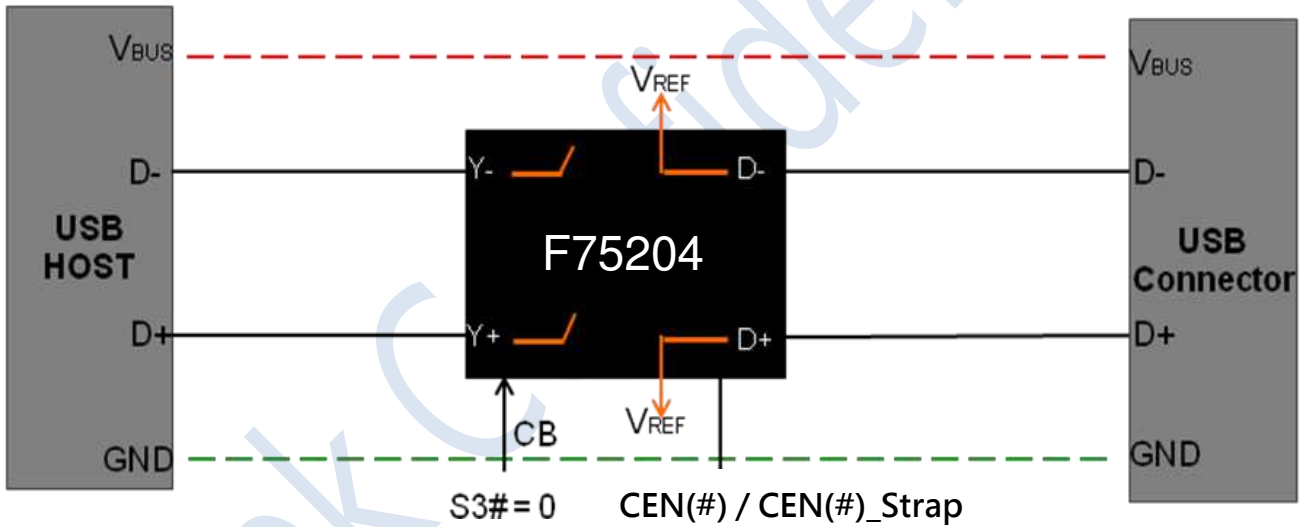 VBUS
VREF
VBUS
D-
Y-
D-
D-
USB
HOST
F75204
USB
Connector
D+
Y+
D+
D+
CB
VREF
GND
GND
S3#= 0
CEN(#) / CEN(#)_Strap